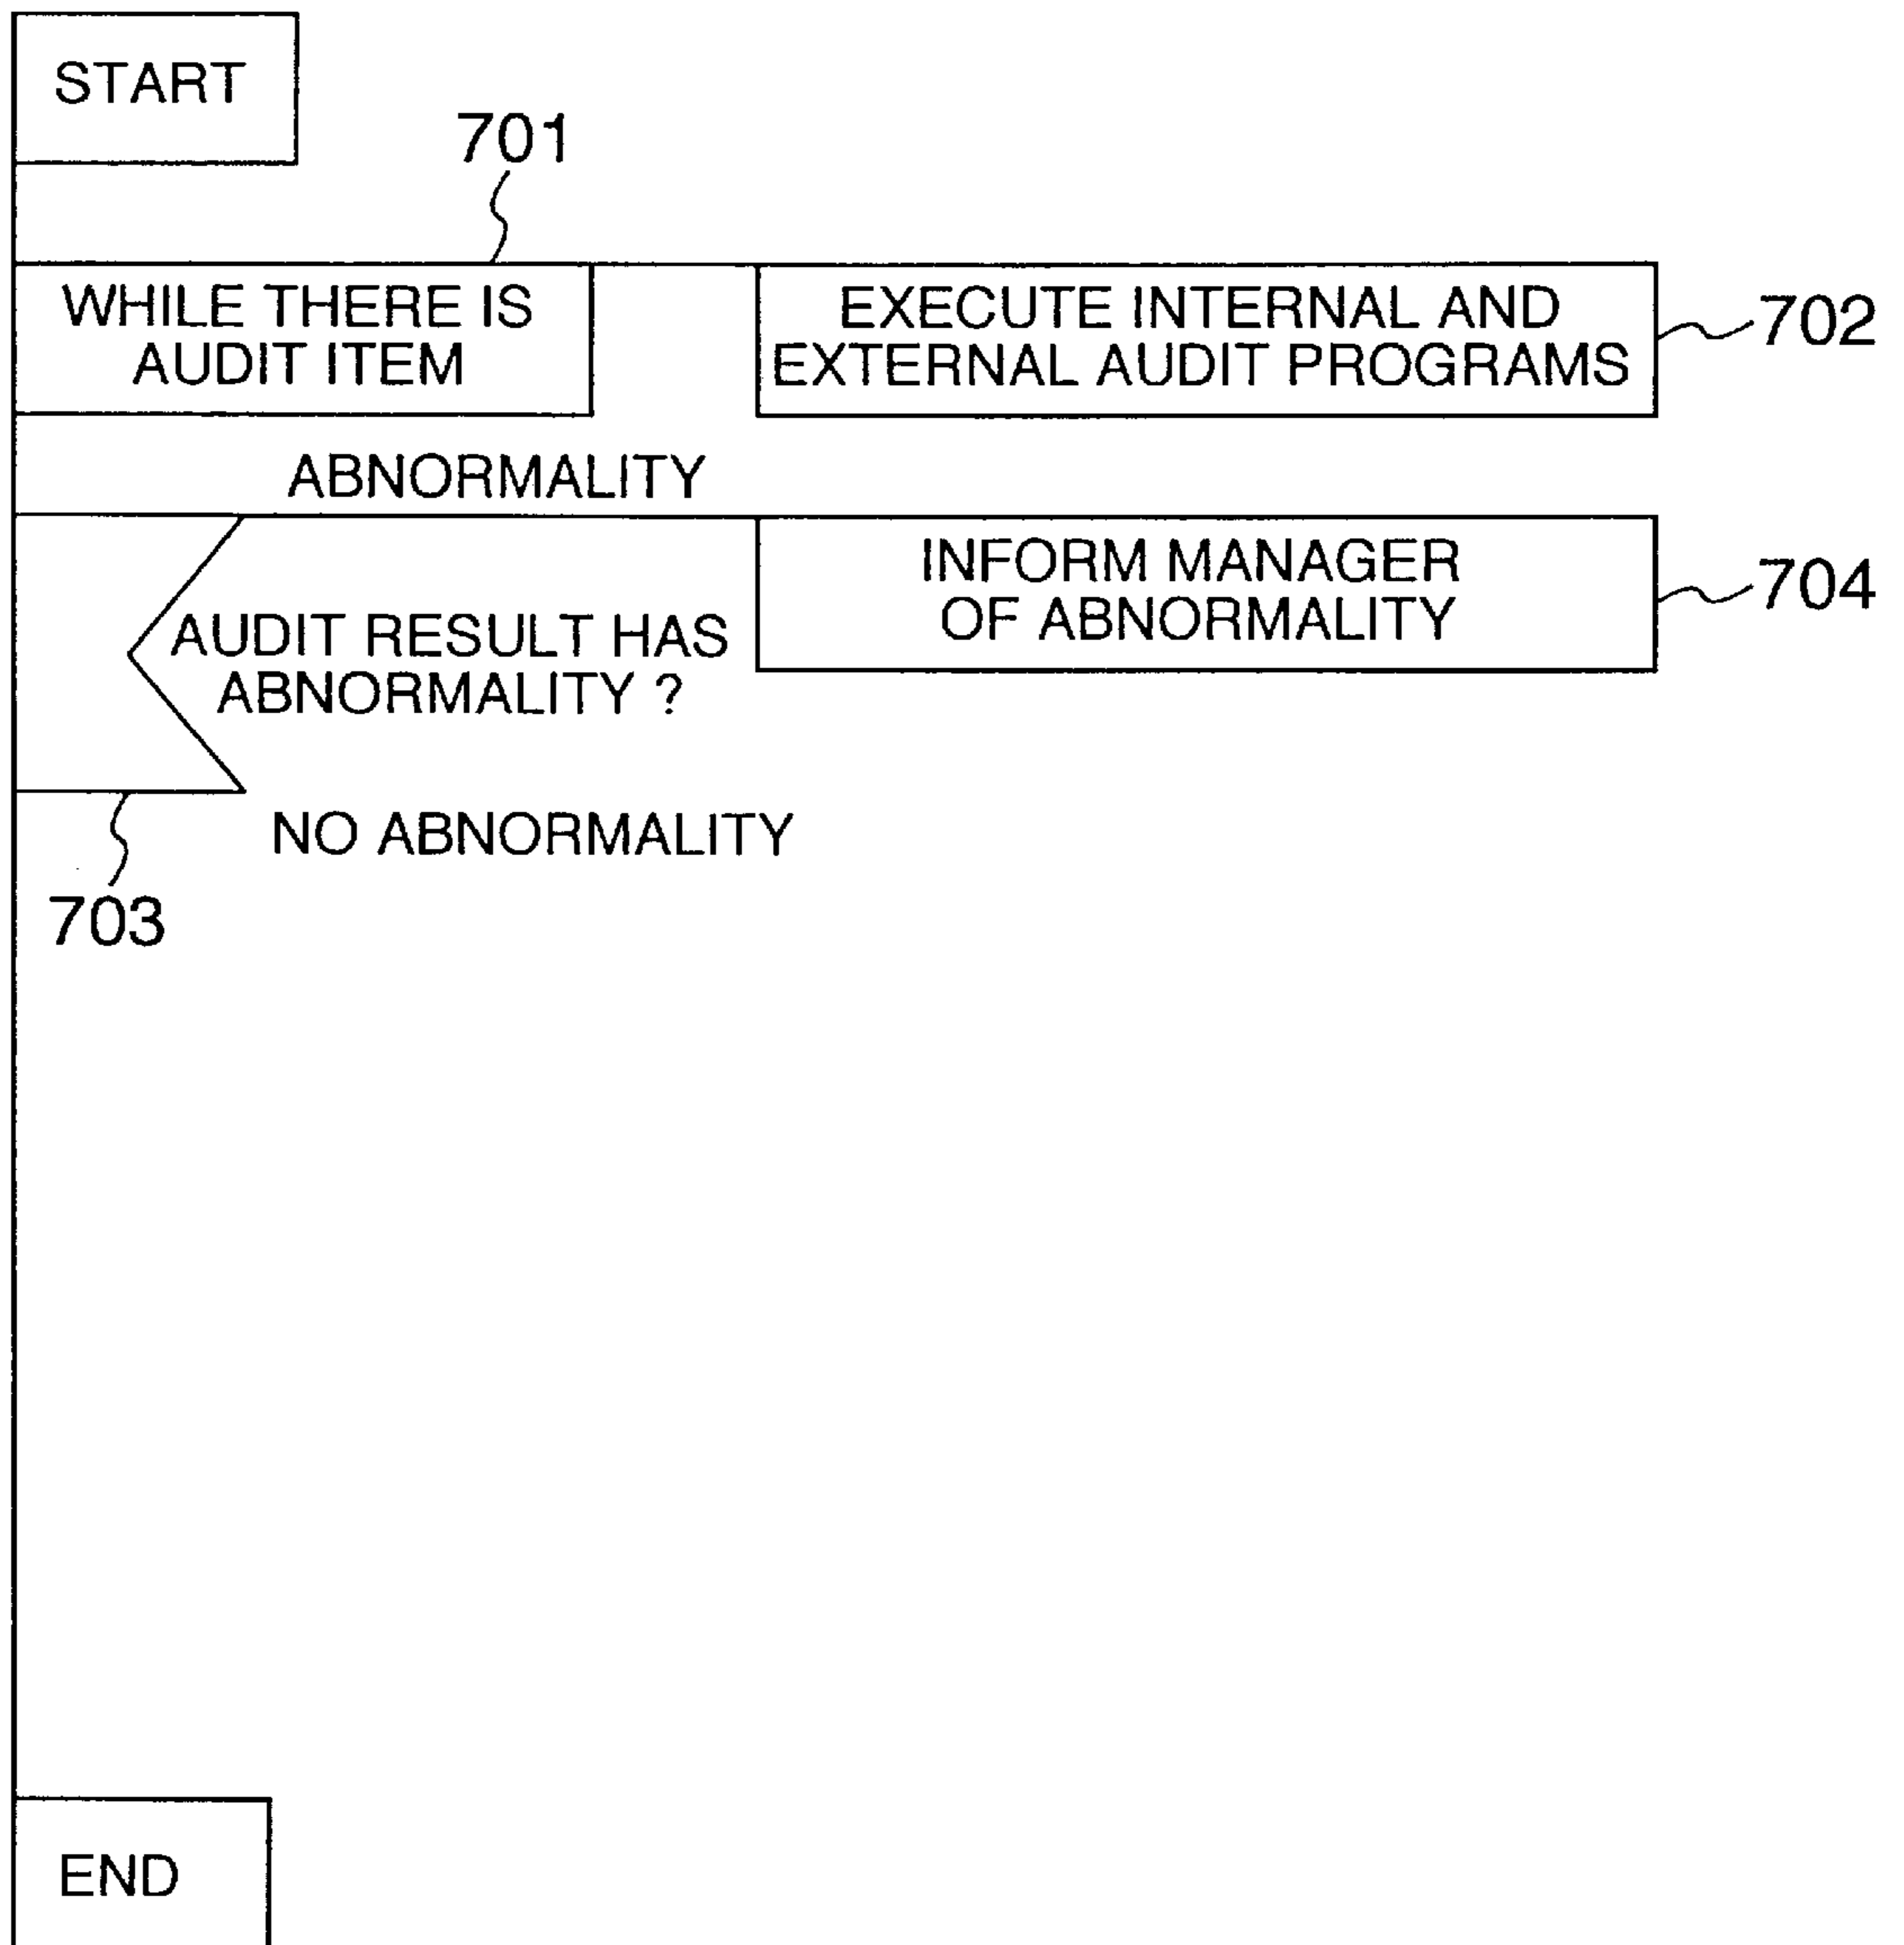 START
701
WHILE THERE IS
AUDIT ITEM
EXECUTE INTERNAL AND
EXTERNAL AUDIT PROGRAMS
702
ABNORMALITY
INFORM MANAGER
OF ABNORMALITY
704
AUDIT RESULT HAS
ABNORMALITY ?
NO ABNORMALITY
703
END